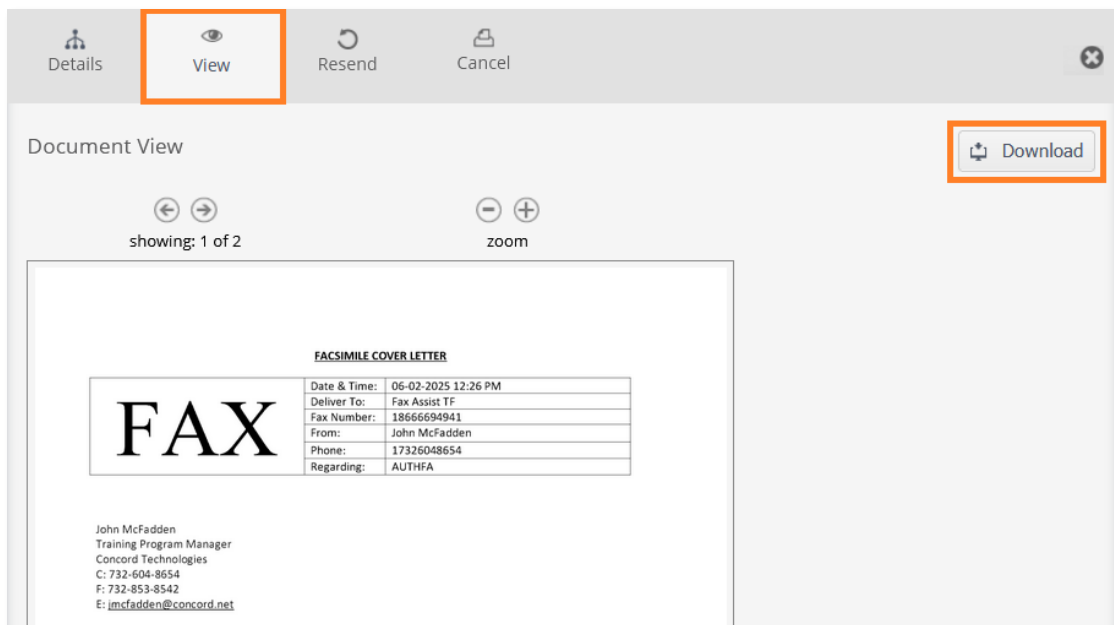 Details
View
Resend
Cancel
Document View
Download
showing: 1 of 2
zoom
FACSIMILE COVER LETTER
FAX
Date & Time: 06-02-2025 12:26 PM
Deliver To: Fax Assist TF
Fax Number: 18666694941
From: John McFadden
Phone: 17326048654
Regarding: AUTHFA
John McFadden
Training Program Manager
Concord Technologies
C: 732-604-8654
F: 732-853-8542
E: jmcfadden@concord.net